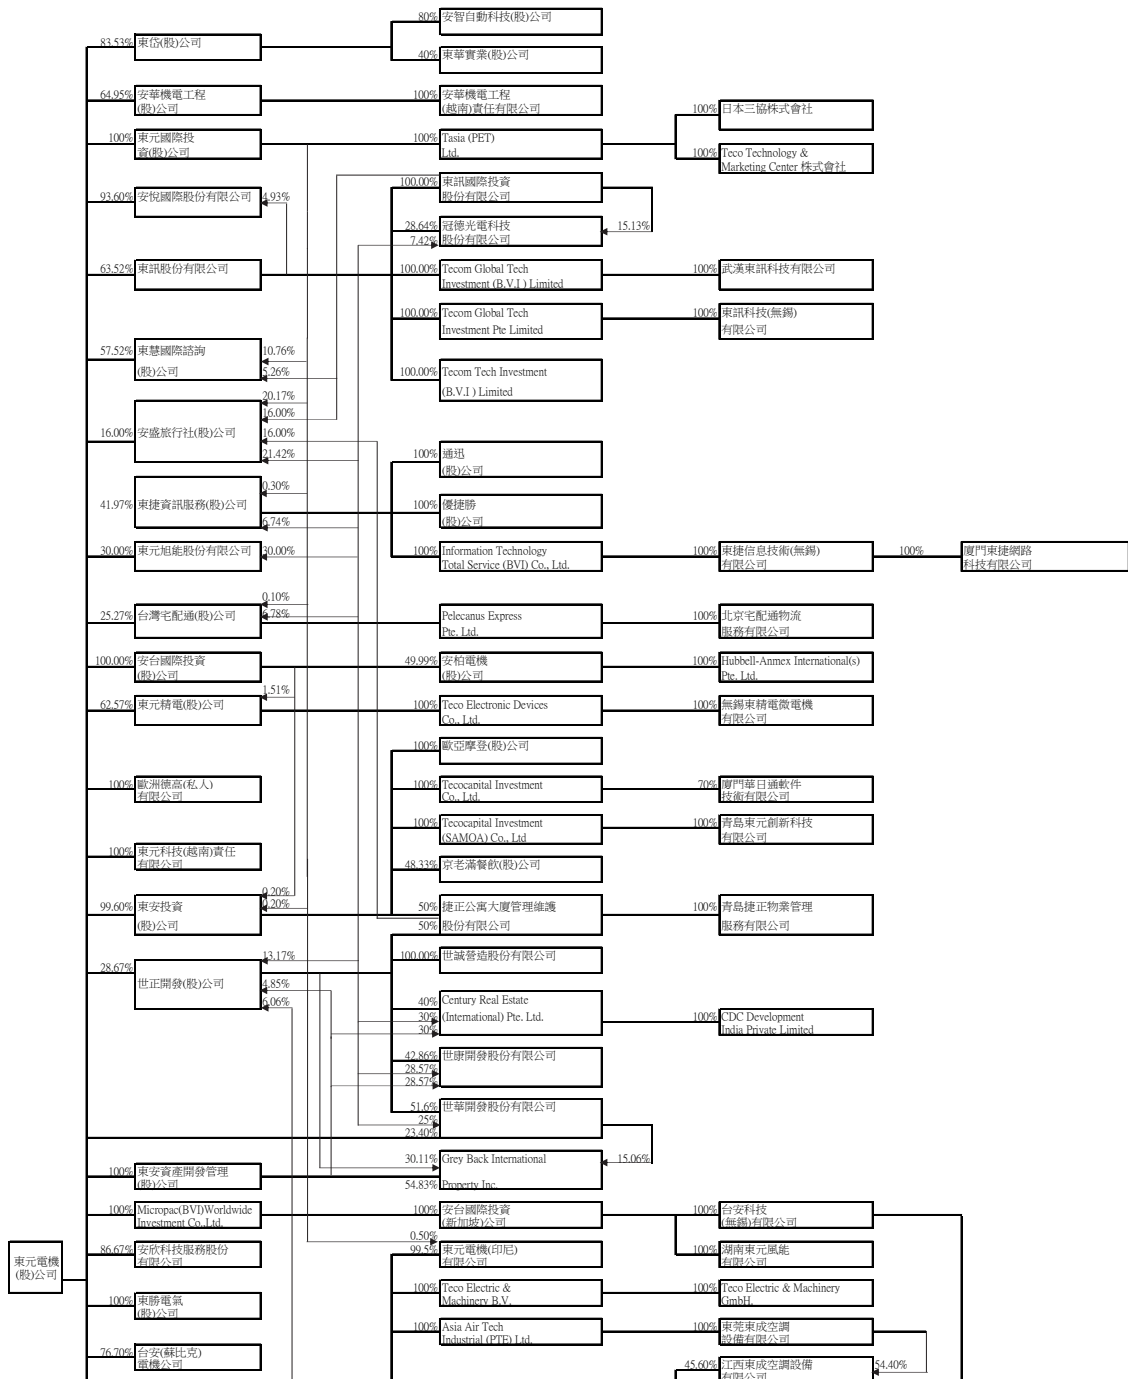 80% 安智自動科技(股)公司
83.53% 東岱(股)公司
40% 東華實業(股)公司
64.95% 安華機電工程
(股)公司
100% 安華機電工程
(越南)責任有限公司
100% 東元國際投
資(股)公司
100% Tasia (PET)
Ltd.
100% 日本三協株式會社
100% Teco Technology &
Marketing Center 株式會社
93.60% 安悅國際股份有限公司 4.93%
100.00% 東訊國際投資
股份有限公司
28.64% 冠德光電科技
7.42% 股份有限公司
15.13%
63.52% 東訊股份有限公司
100.00% Tecom Global Tech
Investment (B.V.I ) Limited
100% 武漢東訊科技有限公司
100.00% Tecom Global Tech
Investment Pte Limited
100% 東訊科技(無錫)
有限公司
57.52% 東慧國際諮詢 10.76%
(股)公司 5.26%
100.00% Tecom Tech Investment
(B.V.I ) Limited
20.17%
16.00%
16.00% 安盛旅行社(股)公司 16.00%
21.42%
100% 通迅
(股)公司
0.30%
41.97% 東捷資訊服務(股)公司
6.74%
100% 優捷勝
(股)公司
30.00% 東元旭能股份有限公司 30.00%
100% Information Technology
Total Service (BVI) Co., Ltd.
100% 東捷信息技術(無錫)
有限公司
100% 廈門東捷網路
科技有限公司
0.10%
25.27% 台灣宅配通(股)公司 6.78%
Pelecanus Express
Pte. Ltd.
100% 北京宅配通物流
服務有限公司
100.00% 安台國際投資
(股)公司
49.99% 安柏電機
(股)公司
100% Hubbell-Anmex International(s)
Pte. Ltd.
1.51%
62.57% 東元精電(股)公司
100% Teco Electronic Devices
Co., Ltd.
100% 無錫東精電微電機
有限公司
100% 歐亞摩登(股)公司
100% 歐洲德高(私人)
有限公司
100% Tecocapital Investment
Co., Ltd.
70% 廈門華日通軟件
技術有限公司
100% Tecocapital Investment
(SAMOA) Co., Ltd
100% 青島東元創新科技
有限公司
100% 東元科技(越南)責任
有限公司
48.33% 京老滿餐飲(股)公司
0.20%
0.20%
99.60% 東安投資
(股)公司
50% 捷正公寓大廈管理維護
50% 股份有限公司
100% 青島捷正物業管理
服務有限公司
13.17%
28.67%
世正開發(股)公司 4.85%
6.06%
100.00% 世誠營造股份有限公司
40% Century Real Estate
30% (International) Pte. Ltd.
30%
100% CDC Development
India Private Limited
42.86% 世康開發股份有限公司
28.57%
28.57%
51.6% 世華開發股份有限公司
25%
23.40%
100% 東安資產開發管理
(股)公司
30.11% Grey Back International 15.06%
54.83% Property Inc.
100% Micropac(BVI)Worldwide
Investment Co.,Ltd.
100% 安台國際投資
(新加坡)公司
100% 台安科技
(無錫)有限公司
0.50%
東元電機
(股)公司
86.67% 安欣科技服務股份
有限公司
99.5% 東元電機(印尼)
有限公司
100% 湖南東元風能
有限公司
100% 東勝電氣
(股)公司
100% Teco Electric &
Machinery B.V.
100% Teco Electric & Machinery
GmbH.
76.70% 台安(蘇比克)
電機公司
100% Asia Air Tech
Industrial (PTE) Ltd.
100% 東莞東成空調
設備有限公司
45.60% 江西東成空調設備 54.40%
有限公司